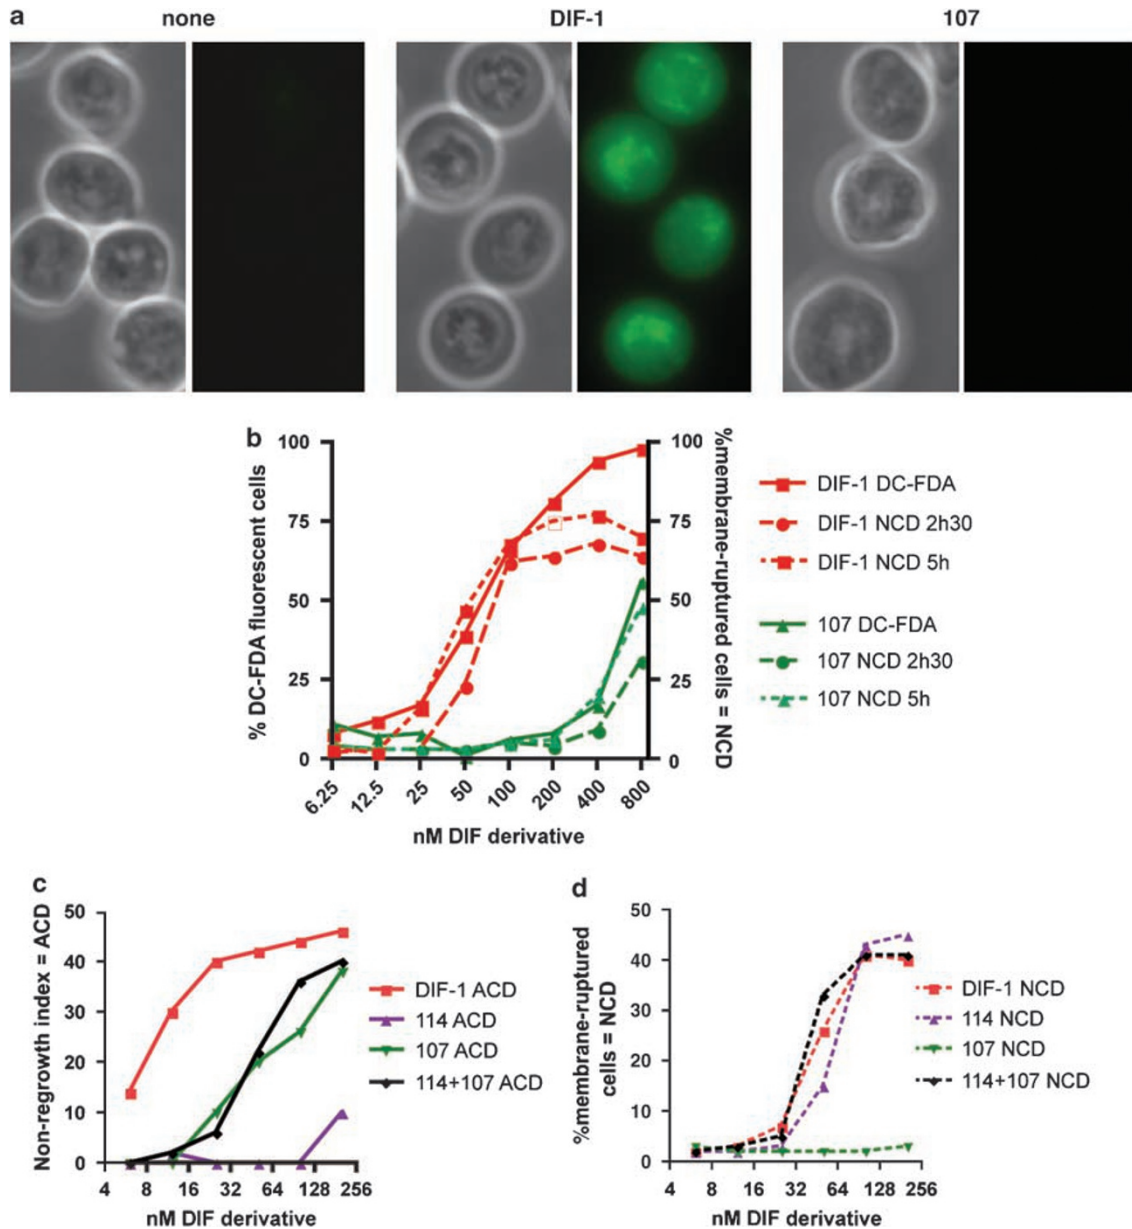 a
none
DIF-1
107
b
% DC-FDA fluorescent cells
100
75
50
25
0
%membrane-ruptured cells = NCD
100
75
50
25
0
6.25
12.5
25
50
100
200
400
800
nM DIF derivative
DIF-1 DC-FDA
DIF-1 NCD 2h30
DIF-1 NCD 5h
107 DC-FDA
107 NCD 2h30
107 NCD 5h
c
Non-regrowth index = ACD
50
40
30
20
10
0
4 8 16 32 64 128 256
nM DIF derivative
DIF-1 ACD
114 ACD
107 ACD
114+107 ACD
d
%membrane-ruptured
cells = NCD
50
40
30
20
10
0
4 8 16 32 64 128 256
nM DIF derivative
DIF-1 NCD
114 NCD
107 NCD
114+107 NCD